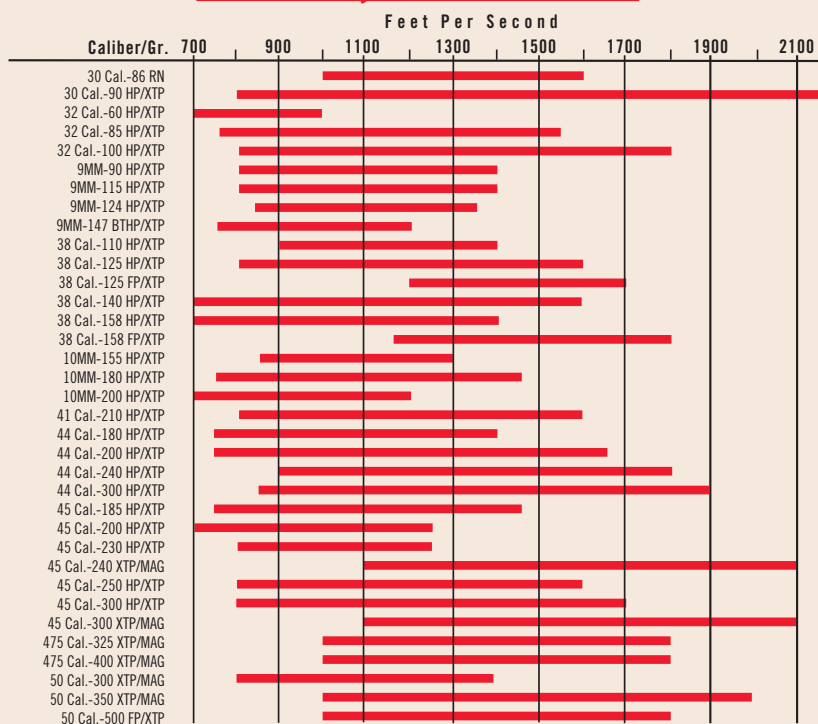 Feet Per Second
Caliber/Gr. 700 900 1100 1300 1500 1700 1900 2100
30 Cal.-86 RN
30 Cal.-90 HP/XTP
32 Cal.-60 HP/XTP
32 Cal.-85 HP/XTP
32 Cal.-100 HP/XTP
9MM-90 HP/XTP
9MM-115 HP/XTP
9MM-124 HP/XTP
9MM-147 BTHP/XTP
38 Cal.-110 HP/XTP
38 Cal.-125 HP/XTP
38 Cal.-125 FP/XTP
38 Cal.-140 HP/XTP
38 Cal.-158 HP/XTP
38 Cal.-158 FP/XTP
10MM-155 HP/XTP
10MM-180 HP/XTP
10MM-200 HP/XTP
41 Cal.-210 HP/XTP
44 Cal.-180 HP/XTP
44 Cal.-200 HP/XTP
44 Cal.-240 HP/XTP
44 Cal.-300 HP/XTP
45 Cal.-185 HP/XTP
45 Cal.-200 HP/XTP
45 Cal.-230 HP/XTP
45 Cal.-240 XTP/MAG
45 Cal.-250 HP/XTP
45 Cal.-300 HP/XTP
45 Cal.-300 XTP/MAG
475 Cal.-325 XTP/MAG
475 Cal.-400 XTP/MAG
50 Cal.-300 XTP/MAG
50 Cal.-350 XTP/MAG
50 Cal.-500 FP/XTP